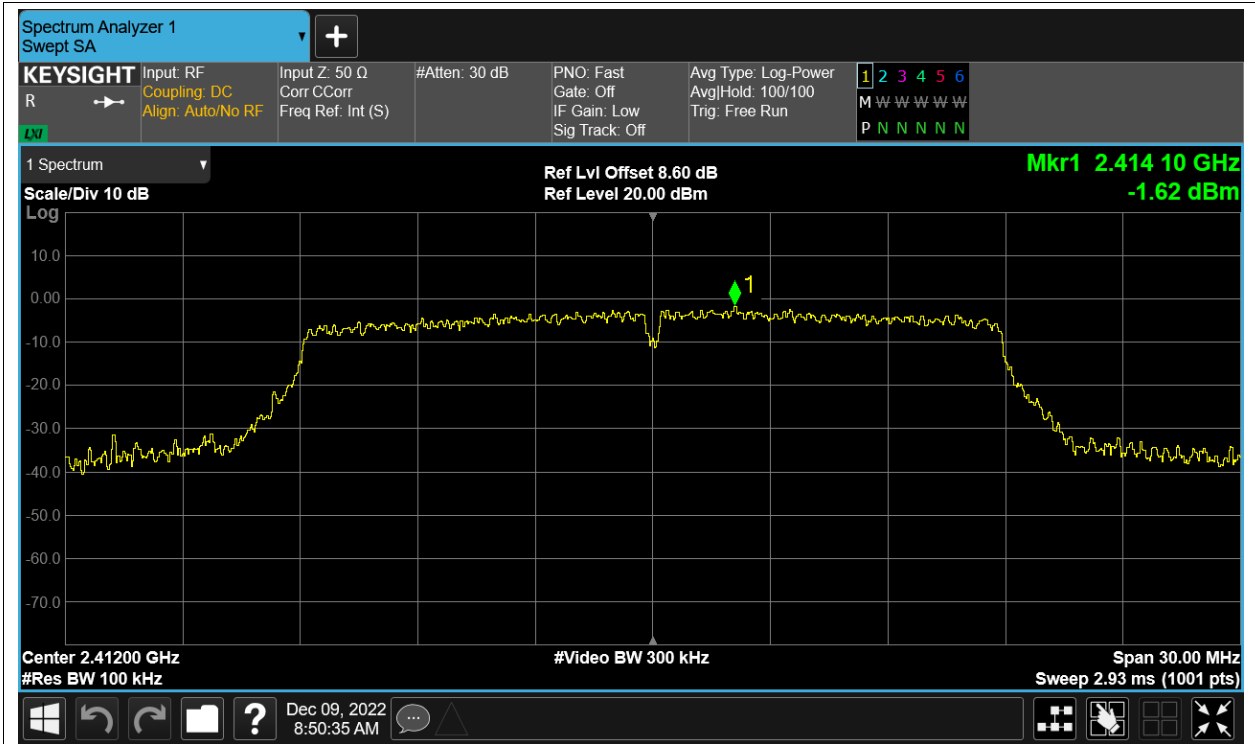 Spectrum Analyzer 1
Swept SA
KEYSIGHT
R
LXI
Input: RF
Coupling: DC
Align: Auto/No RF
Input Z: 50 Ω
Corr CCorr
Freq Ref: Int (S)
#Atten: 30 dB
PNO: Fast
Gate: Off
IF Gain: Low
Sig Track: Off
Avg Type: Log-Power
Avg|Hold: 100/100
Trig: Free Run
1 2 3 4 5 6
M W W W W W
P N N N N N
1 Spectrum
Scale/Div 10 dB
Log
Ref Lvl Offset 8.60 dB
Ref Level 20.00 dBm
Mkr1 2.414 10 GHz
-1.62 dBm
10.0
0.00
-10.0
-20.0
-30.0
-40.0
-50.0
-60.0
-70.0
1
Center 2.41200 GHz
#Res BW 100 kHz
#Video BW 300 kHz
Span 30.00 MHz
Sweep 2.93 ms (1001 pts)
?
Dec 09, 2022
8:50:35 AM